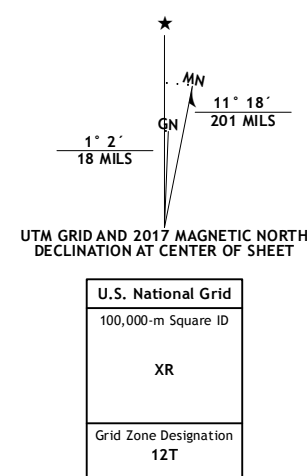 ★
MN
GN
11° 18´
201 MILS
1° 2´
18 MILS
UTM GRID AND 2017 MAGNETIC NORTH
DECLINATION AT CENTER OF SHEET
U.S. National Grid
100,000-m Square ID
XR
Grid Zone Designation
12T